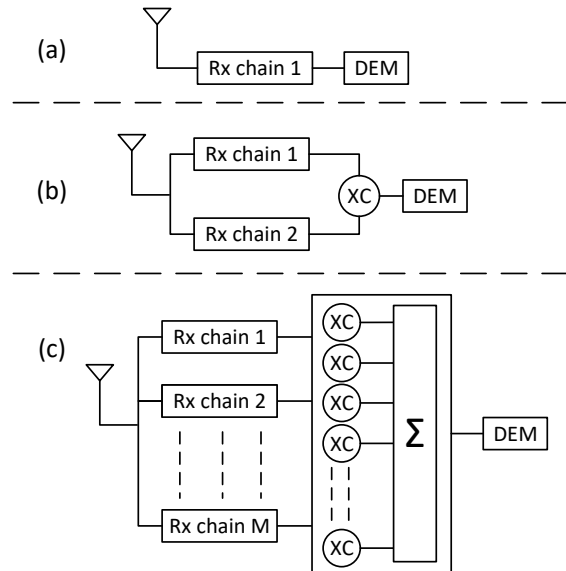 (a)
Rx chain 1
DEM
(b)
Rx chain 1
XC
DEM
Rx chain 2
(c)
XC
Rx chain 1
XC
Rx chain 2
XC
XC
Σ
DEM
Rx chain M
XC